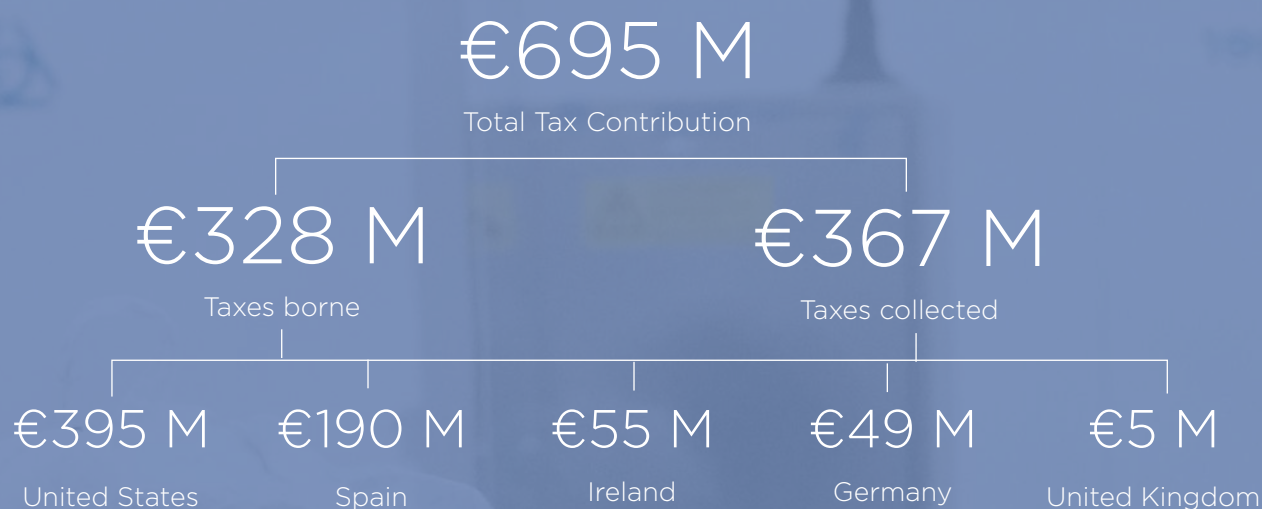 €695 M
Total Tax Contribution
€328 M
€367 M
Taxes borne
Taxes collected
€395 M
€190 M
€55 M
€49 M
€5 M
United States
Spain
Ireland
Germany
United Kingdom